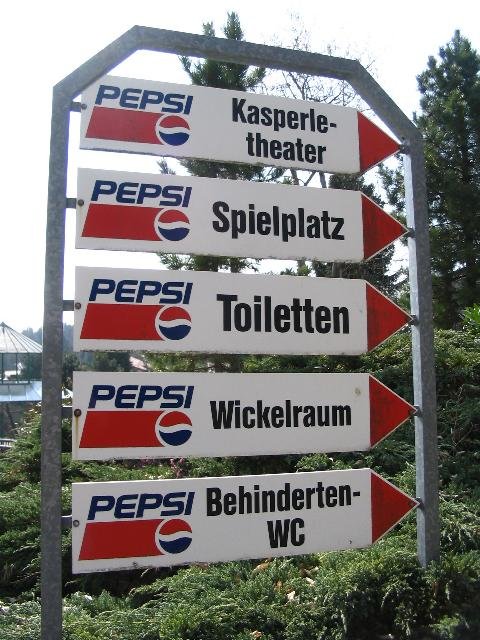 PEPSI
Kasperle-
theater
PEPSI
Spielplatz
PEPSI
Toiletten
PEPSI
Wickelraum
PEPSI
Behinderten-
WC